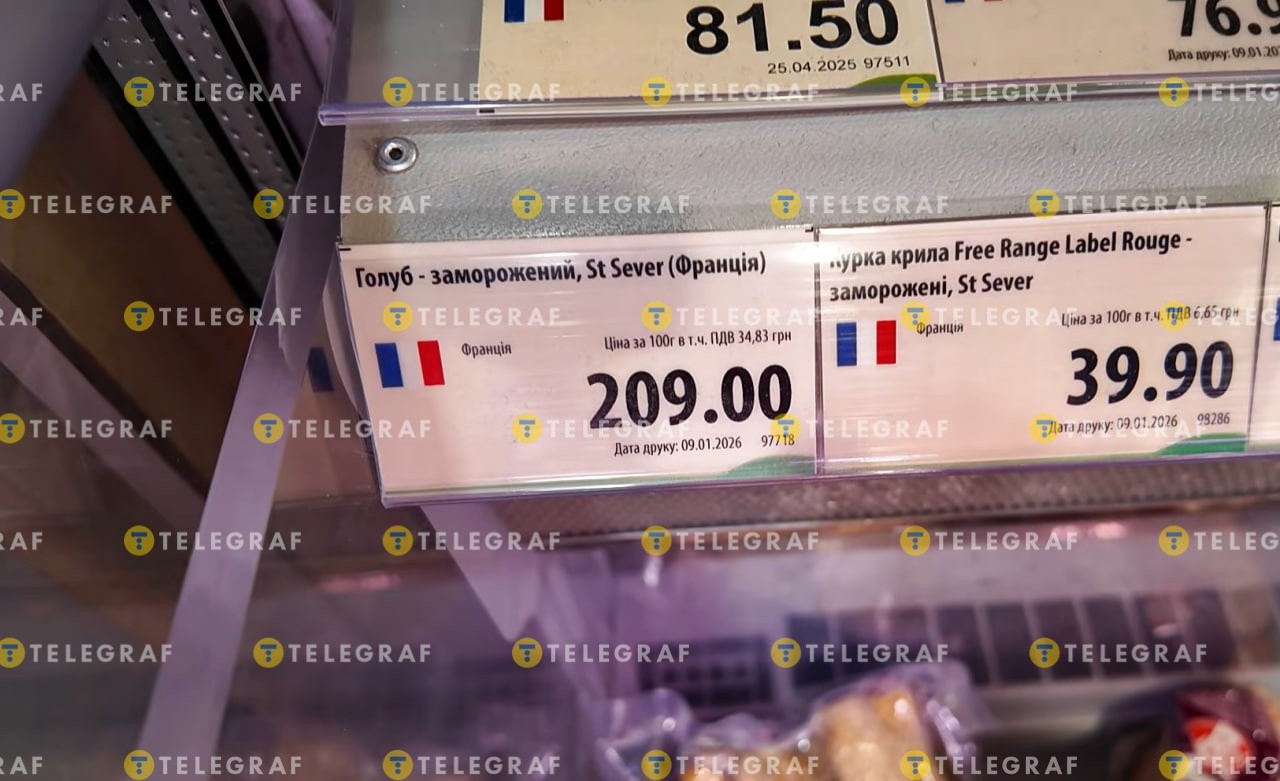 81.50
25.04.2025 97511
Дата друку: 09.01.20
Голуб - заморожений, St Sever (Франція)
Ціна за 100г в т.ч. ПДВ 34,83 грн
Франція
209.00
Дата друку: 09.01.2026 97718
Курка крила Free Range Label Rouge -
заморожені, St Sever
Ціна за 100г в т.ч. ПДВ 6,65 грн
Франція
39.90
Дата друку: 09.01.2026 98286
TELEGRAF